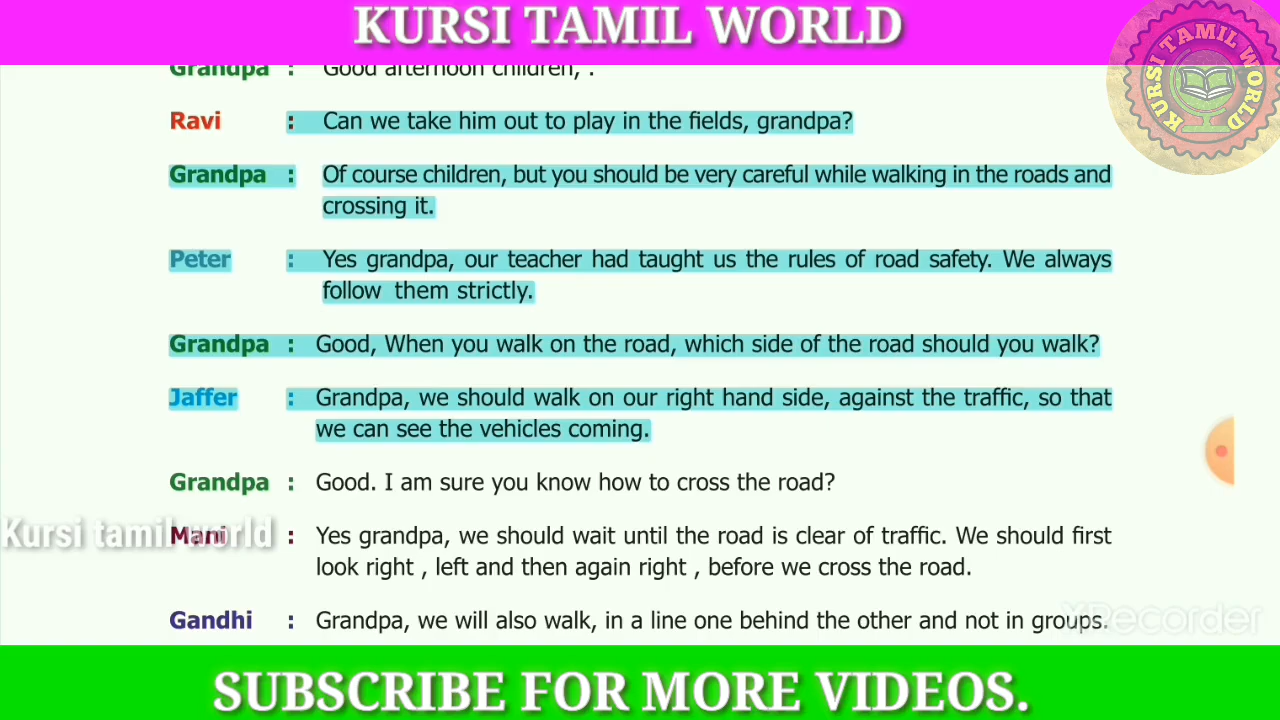 KURSI TAMIL WORLD
KURSI TAMIL WORLD
Grandpa : Good afternoon children, .
Ravi : Can we take him out to play in the fields, grandpa?
Grandpa : Of course children, but you should be very careful while walking in the roads and
crossing it.
Peter : Yes grandpa, our teacher had taught us the rules of road safety. We always
follow them strictly.
Grandpa : Good, When you walk on the road, which side of the road should you walk?
Jaffer : Grandpa, we should walk on our right hand side, against the traffic, so that
we can see the vehicles coming.
Grandpa : Good. I am sure you know how to cross the road?
Kursi tamil world
Mani : Yes grandpa, we should wait until the road is clear of traffic. We should first
look right , left and then again right , before we cross the road.
Gandhi : Grandpa, we will also walk, in a line one behind the other and not in groups.
XRecorder
SUBSCRIBE FOR MORE VIDEOS.